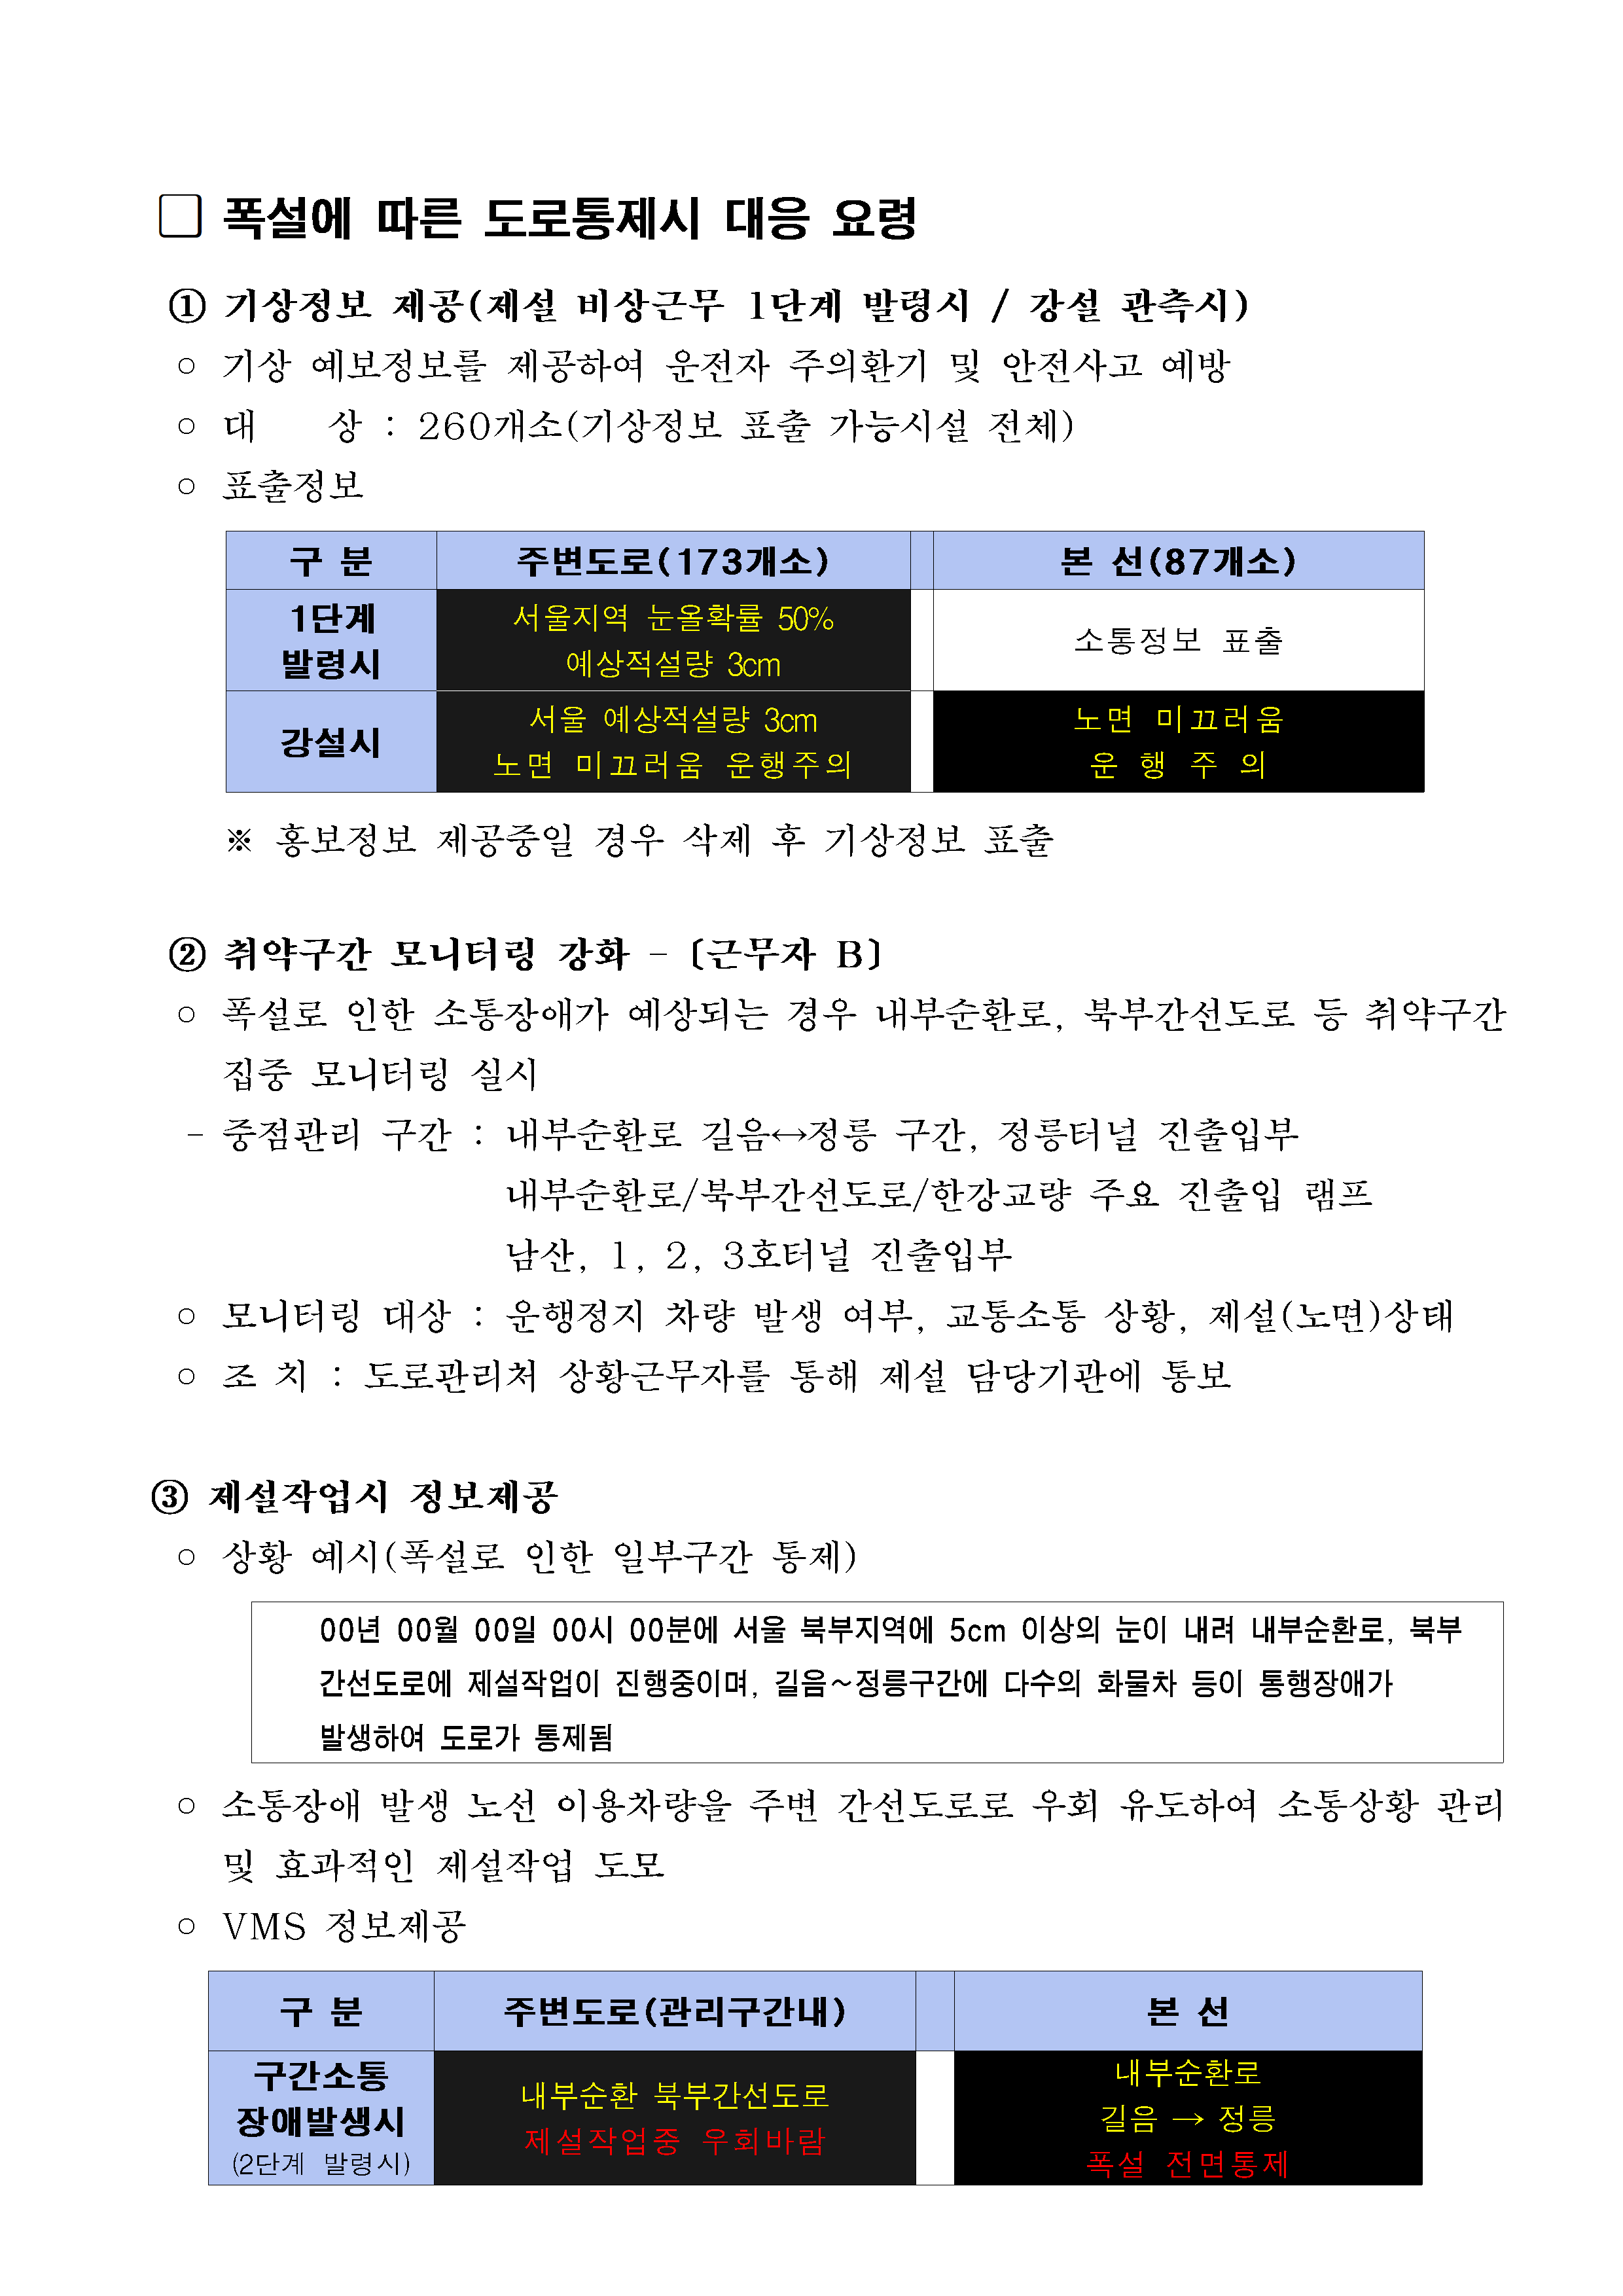 □ 폭설에 따른 도로통제시 대응 요령
① 기상정보 제공(제설 비상근무 1단계 발령시 / 강설 관측시)
○ 기상 예보정보를 제공하여 운전자 주의환기 및 안전사고 예방
○ 대 상 : 260개소(기상정보 표출 가능시설 전체)
○ 표출정보
구 분 주변도로(173개소) 본 선(87개소)
1단계
발령시
서울지역 눈올확률 50%
예상적설량 3cm
소통정보 표출
강설시
서울 예상적설량 3cm
노면 미끄러움 운행주의
노면 미끄러움
운 행 주 의
※ 홍보정보 제공중일 경우 삭제 후 기상정보 표출
② 취약구간 모니터링 강화 - 〔근무자 B〕
○ 폭설로 인한 소통장애가 예상되는 경우 내부순환로, 북부간선도로 등 취약구간
집중 모니터링 실시
- 중점관리 구간 : 내부순환로 길음↔정릉 구간, 정릉터널 진출입부
내부순환로/북부간선도로/한강교량 주요 진출입 램프
남산, 1, 2, 3호터널 진출입부
○ 모니터링 대상 : 운행정지 차량 발생 여부, 교통소통 상황, 제설(노면)상태
○ 조 치 : 도로관리처 상황근무자를 통해 제설 담당기관에 통보
③ 제설작업시 정보제공
○ 상황 예시(폭설로 인한 일부구간 통제)
00년 00월 00일 00시 00분에 서울 북부지역에 5cm 이상의 눈이 내려 내부순환로, 북부
간선도로에 제설작업이 진행중이며, 길음~정릉구간에 다수의 화물차 등이 통행장애가
발생하여 도로가 통제됨
○ 소통장애 발생 노선 이용차량을 주변 간선도로로 우회 유도하여 소통상황 관리
및 효과적인 제설작업 도모
○ VMS 정보제공
구 분 주변도로(관리구간내) 본 선
구간소통
장애발생시
(2단계 발령시)
내부순환 북부간선도로
제설작업중 우회바람
내부순환로
길음 → 정릉
폭설 전면통제